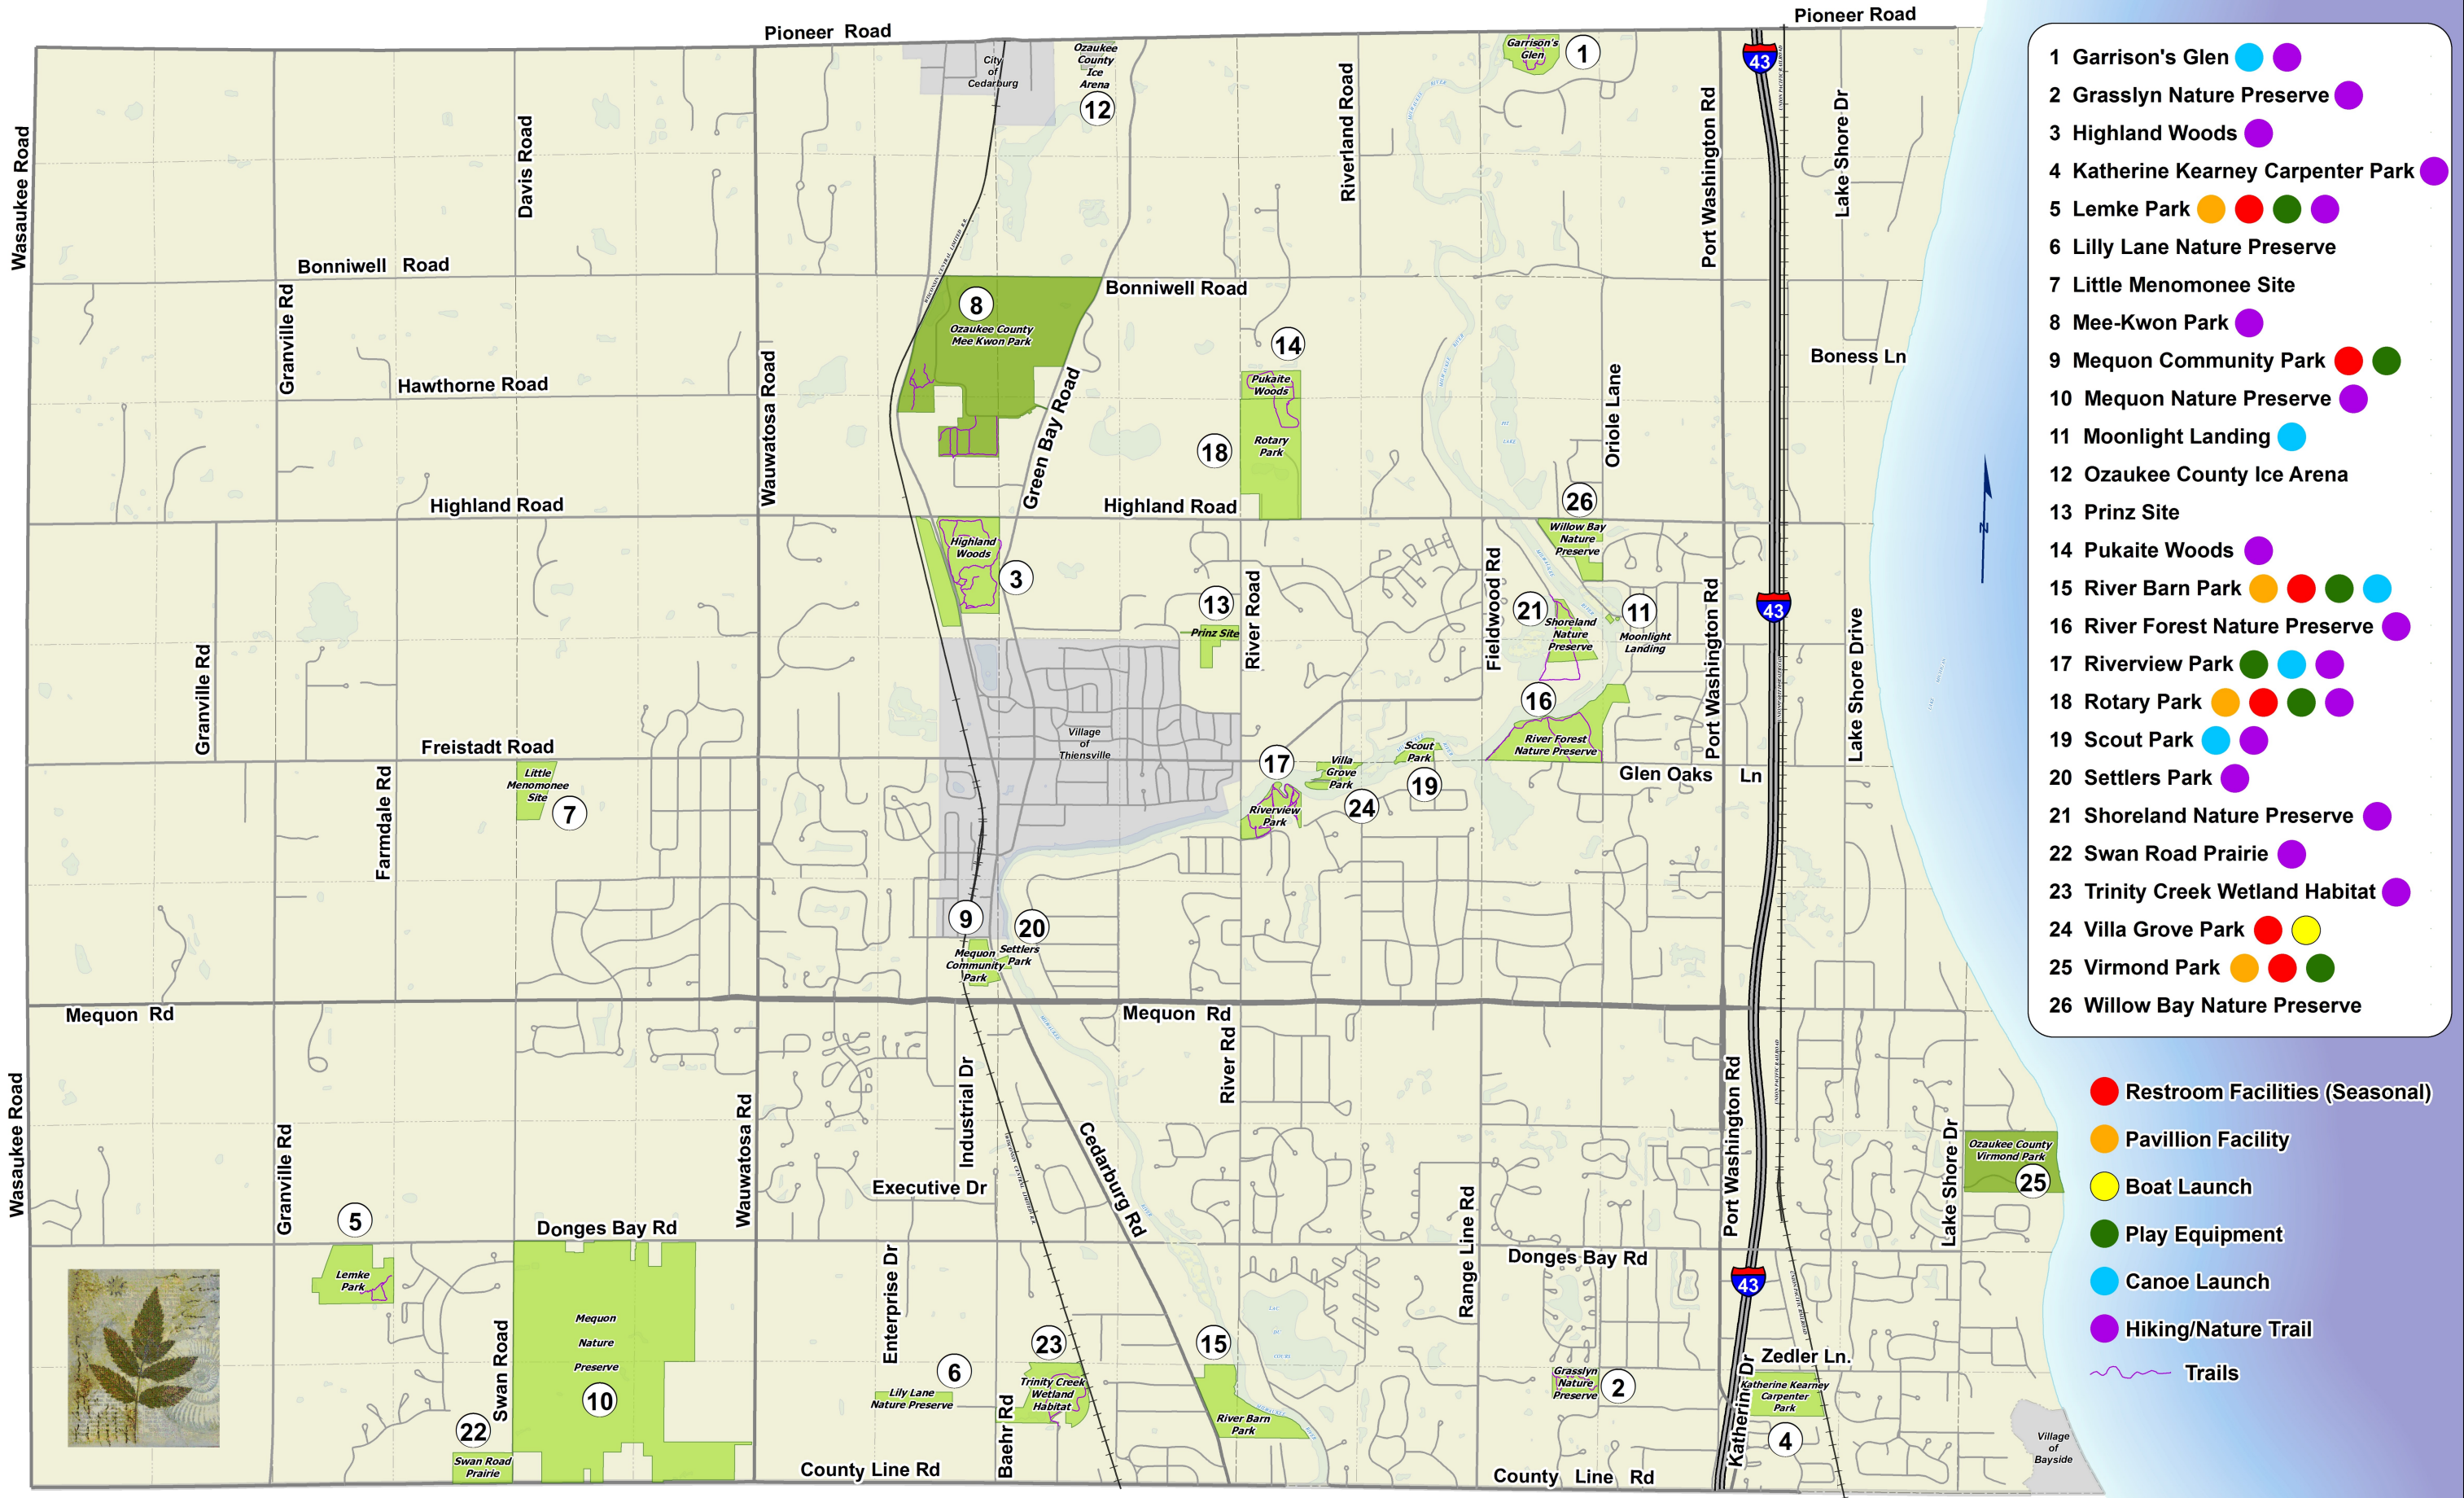 Pioneer Road
Pioneer Road
City
of
Cedarburg
Ozaukee
County
Ice
Arena
12
Garrison's
Glen
1
43
Wasaukee Road
Davis Road
Riverland Road
Port Washington Rd
Lake Shore Dr
WISCONSIN CENTRAL LIMITED R.R.
Bonniwell Road
Bonniwell Road
8
Ozaukee County
Mee Kwon Park
Granville Rd
Hawthorne Road
Wauwatosa Road
Green Bay Road
14
Pukaite
Woods
18
Rotary
Park
Oriole Lane
Boness Ln
Highland Road
Highland Road
26
Willow Bay
Nature
Preserve
Highland
Woods
3
13
Prinz Site
River Road
Fieldwood Rd
21
Shoreland
Nature
Preserve
11
Moonlight
Landing
Port Washington Rd
43
Lake Shore Drive
N
Granville Rd
16
River Forest
Nature Preserve
Village
of
Thiensville
Freistadt Road
Farmdale Rd
Little
Menomonee
Site
7
17
Riverview
Park
Villa
Grove
Park
24
Scout
Park
19
Glen Oaks Ln
9
Mequon
Community
Park
20
Settlers
Park
Mequon Rd
Mequon Rd
Wasaukee Road
Granville Rd
Wauwatosa Rd
Industrial Dr
Cedarburg Rd
River Rd
Port Washington Rd
Lake Shore Dr
Ozaukee County
Virmond Park
25
Executive Dr
5
Lemke
Park
Donges Bay Rd
Donges Bay Rd
Range Line Rd
43
Mequon
Nature
Preserve
10
Swan Road
22
Swan Road
Prairie
Enterprise Dr
6
Lily Lane
Nature Preserve
Baehr Rd
23
Trinity Creek
Wetland
Habitat
15
River Barn
Park
Grasslyn
Nature
Preserve
2
Katherine Dr
Zedler Ln.
Katherine Kearney
Carpenter
Park
4
County Line Rd
County Line Rd
Village
of
Bayside
1 Garrison's Glen
2 Grasslyn Nature Preserve
3 Highland Woods
4 Katherine Kearney Carpenter Park
5 Lemke Park
6 Lilly Lane Nature Preserve
7 Little Menomonee Site
8 Mee-Kwon Park
9 Mequon Community Park
10 Mequon Nature Preserve
11 Moonlight Landing
12 Ozaukee County Ice Arena
13 Prinz Site
14 Pukaite Woods
15 River Barn Park
16 River Forest Nature Preserve
17 Riverview Park
18 Rotary Park
19 Scout Park
20 Settlers Park
21 Shoreland Nature Preserve
22 Swan Road Prairie
23 Trinity Creek Wetland Habitat
24 Villa Grove Park
25 Virmond Park
26 Willow Bay Nature Preserve
Restroom Facilities (Seasonal)
Pavillion Facility
Boat Launch
Play Equipment
Canoe Launch
Hiking/Nature Trail
Trails